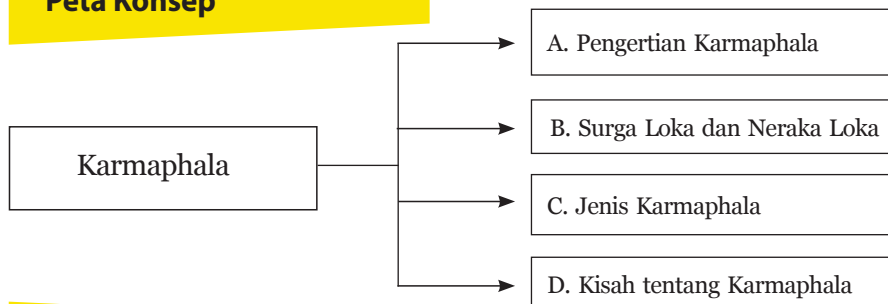 Peta Konsep
A. Pengertian Karmaphala
B. Surga Loka dan Neraka Loka
Karmaphala
C. Jenis Karmaphala
D. Kisah tentang Karmaphala